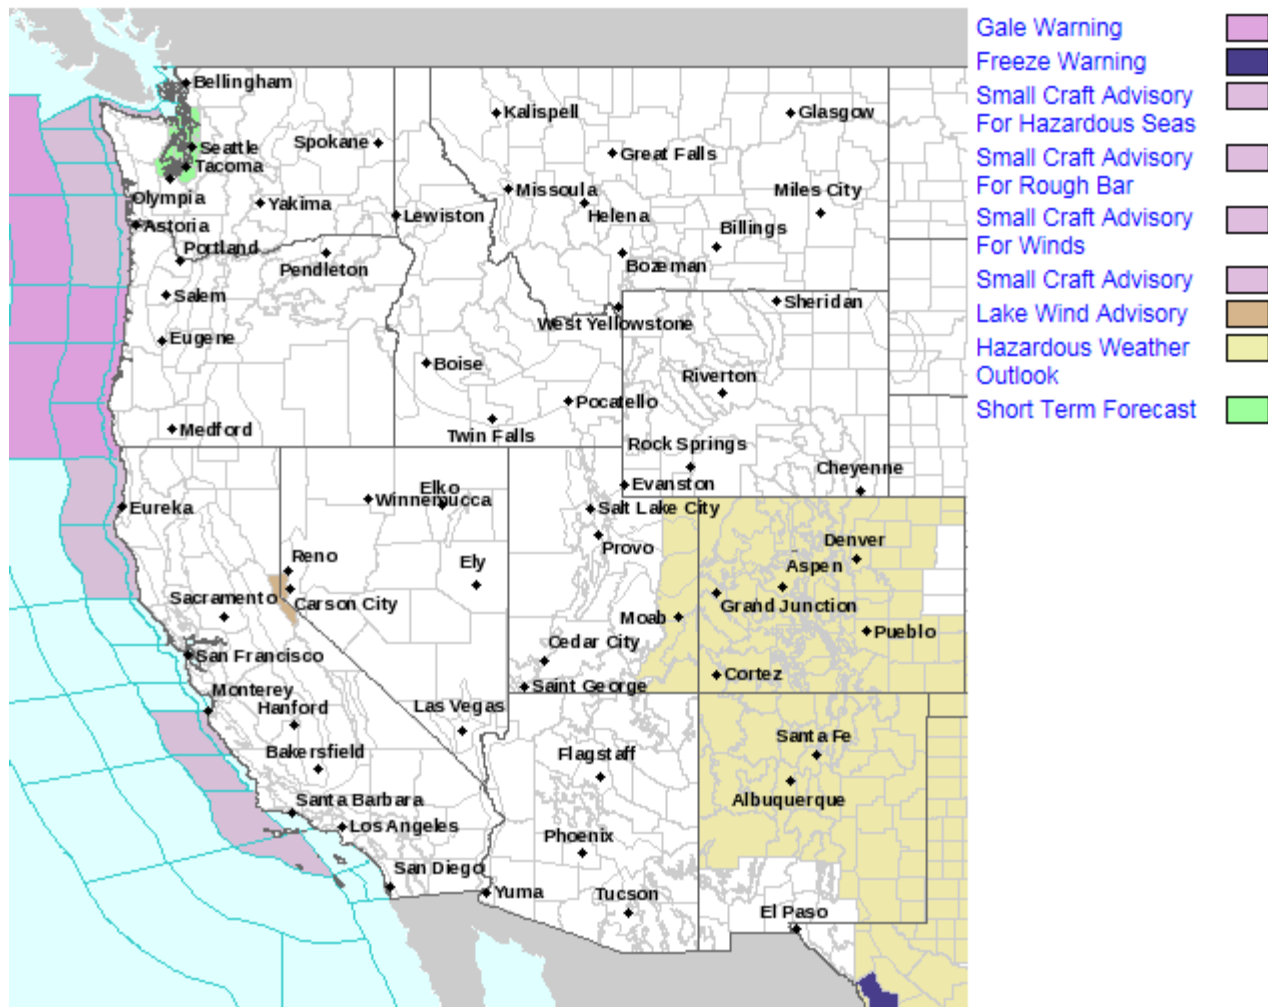 Gale Warning
Freeze Warning
Small Craft Advisory
For Hazardous Seas
Small Craft Advisory
For Rough Bar
Small Craft Advisory
For Winds
Small Craft Advisory
Lake Wind Advisory
Hazardous Weather
Outlook
Short Term Forecast
Bellingham
Kalispell
Glasgow
Seattle
Spokane
Great Falls
Tacoma
Olympia
Yakima
Missoula
Miles City
Astoria
Lewiston
Helena
Billings
Portland
Pendleton
Bozeman
Salem
Sheridan
West Yellowstone
Eugene
Boise
Riverton
Pocatello
Medford
Twin Falls
Rock Springs
Cheyenne
Evanston
Elko
Winnemucca
Eureka
Salt Lake City
Provo
Denver
Reno
Ely
Aspen
Sacramento
Carson City
Grand Junction
Moab
Pueblo
Cedar City
San Francisco
Cortez
Saint George
Monterey
Hanford
Las Vegas
Santa Fe
Bakersfield
Flagstaff
Albuquerque
Santa Barbara
Los Angeles
Phoenix
San Diego
Yuma
Tucson
El Paso